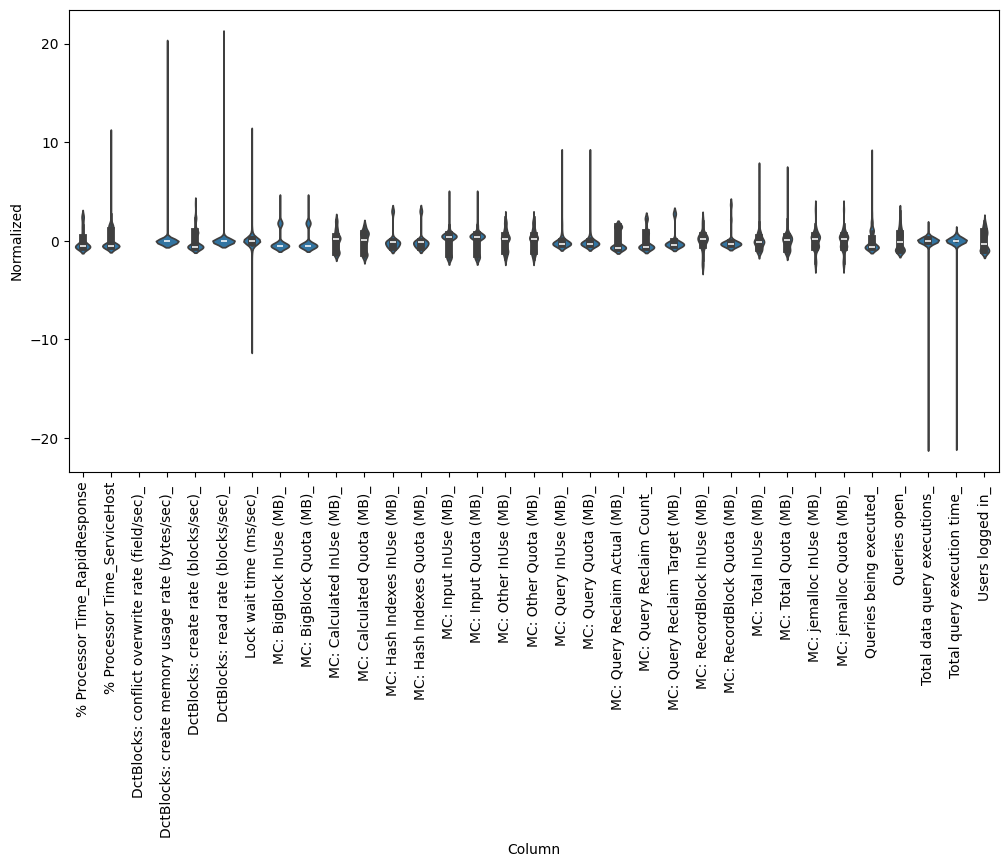 20
10
0
−10
−20
Normalized
% Processor Time_RapidResponse
% Processor Time_ServiceHost
DctBlocks: conflict overwrite rate (field/sec)_
DctBlocks: create memory usage rate (bytes/sec)_
DctBlocks: create rate (blocks/sec)_
DctBlocks: read rate (blocks/sec)_
Lock wait time (ms/sec)_
MC: BigBlock InUse (MB)_
MC: BigBlock Quota (MB)_
MC: Calculated InUse (MB)_
MC: Calculated Quota (MB)_
MC: Hash Indexes InUse (MB)_
MC: Hash Indexes Quota (MB)_
MC: Input InUse (MB)_
MC: Input Quota (MB)_
MC: Other InUse (MB)_
MC: Other Quota (MB)_
MC: Query InUse (MB)_
MC: Query Quota (MB)_
MC: Query Reclaim Actual (MB)_
MC: Query Reclaim Count_
MC: Query Reclaim Target (MB)_
MC: RecordBlock InUse (MB)_
MC: RecordBlock Quota (MB)_
MC: Total InUse (MB)_
MC: Total Quota (MB)_
MC: jemalloc InUse (MB)_
MC: jemalloc Quota (MB)_
Queries being executed_
Queries open_
Total data query executions_
Total query execution time_
Users logged in_
Column